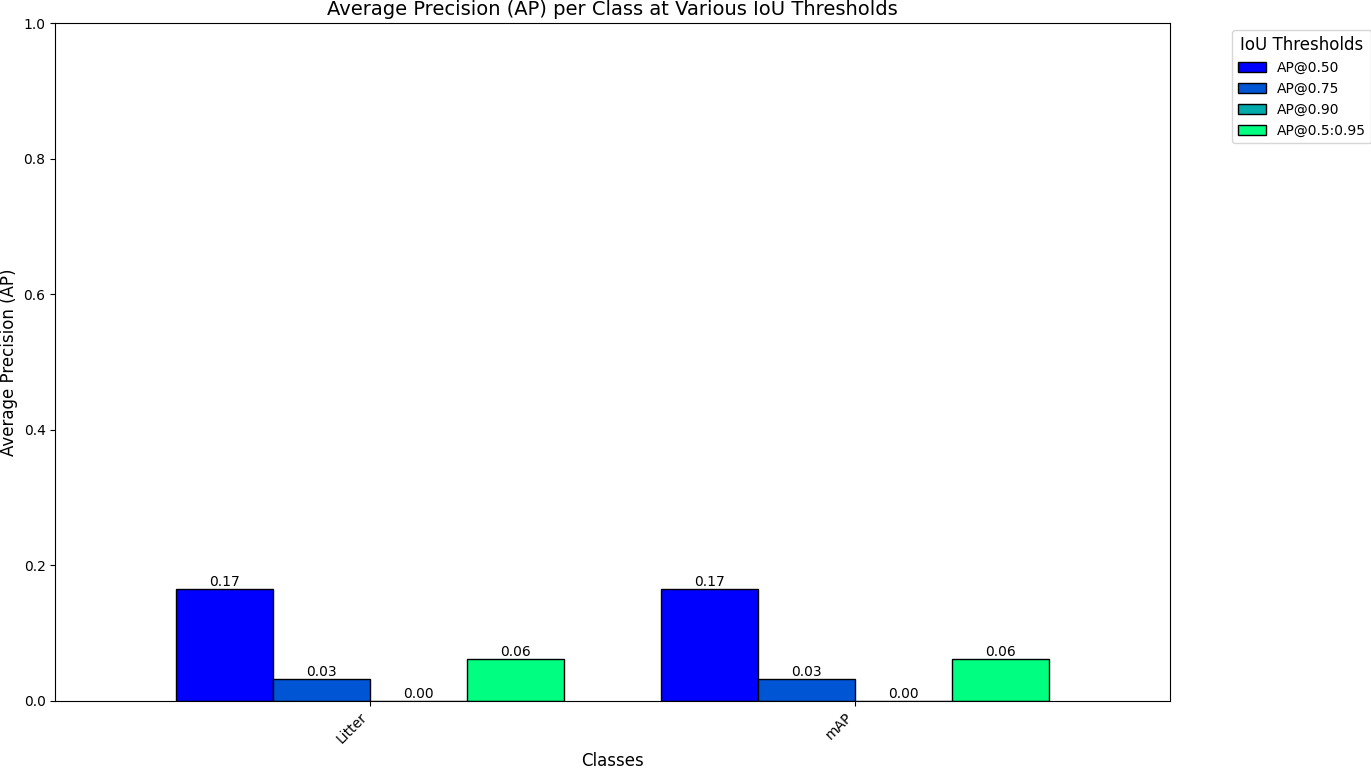 Average Precision (AP) per Class at Various IoU Thresholds
IoU Thresholds
AP@0.50
AP@0.75
AP@0.90
AP@0.5:0.95
Average Precision (AP)
1.0
0.8
0.6
0.4
0.2
0.0
0.17
0.03
0.00
0.06
0.17
0.03
0.00
0.06
Litter
mAP
Classes